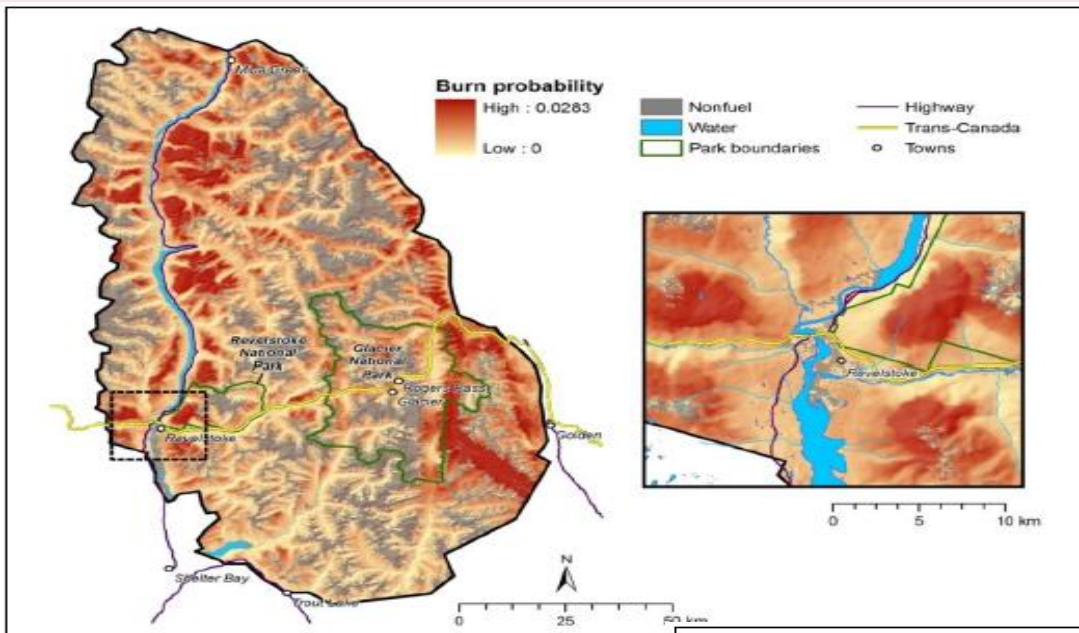 Mica Creek
Burn probability
High : 0.0283
Low : 0
Nonfuel
Water
Park boundaries
Highway
Trans-Canada
Towns
Revelstroke
National
Park
Glacier
National
Park
Rogers Pass
Glacier
Revelstoke
Golden
Shelter Bay
Trout Lake
N
0 25 50 km
Revelstoke
0 5 10 km